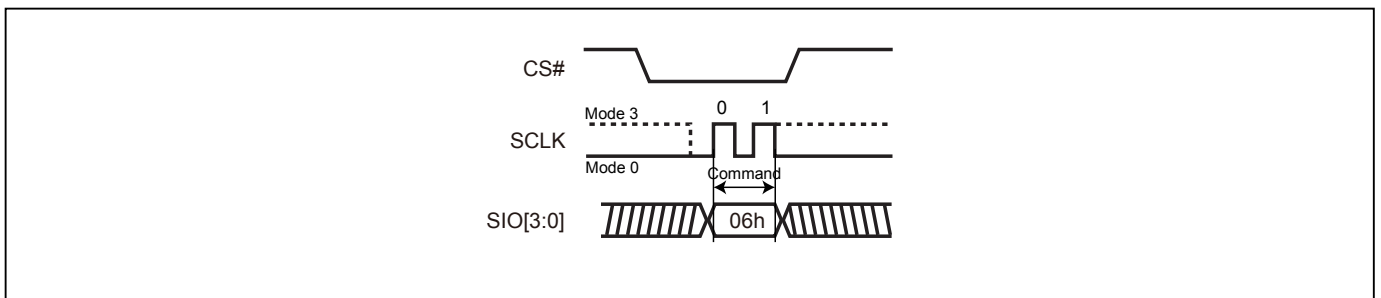 CS#
Mode 3
0 1
SCLK
Mode 0
Command
SIO[3:0]
06h